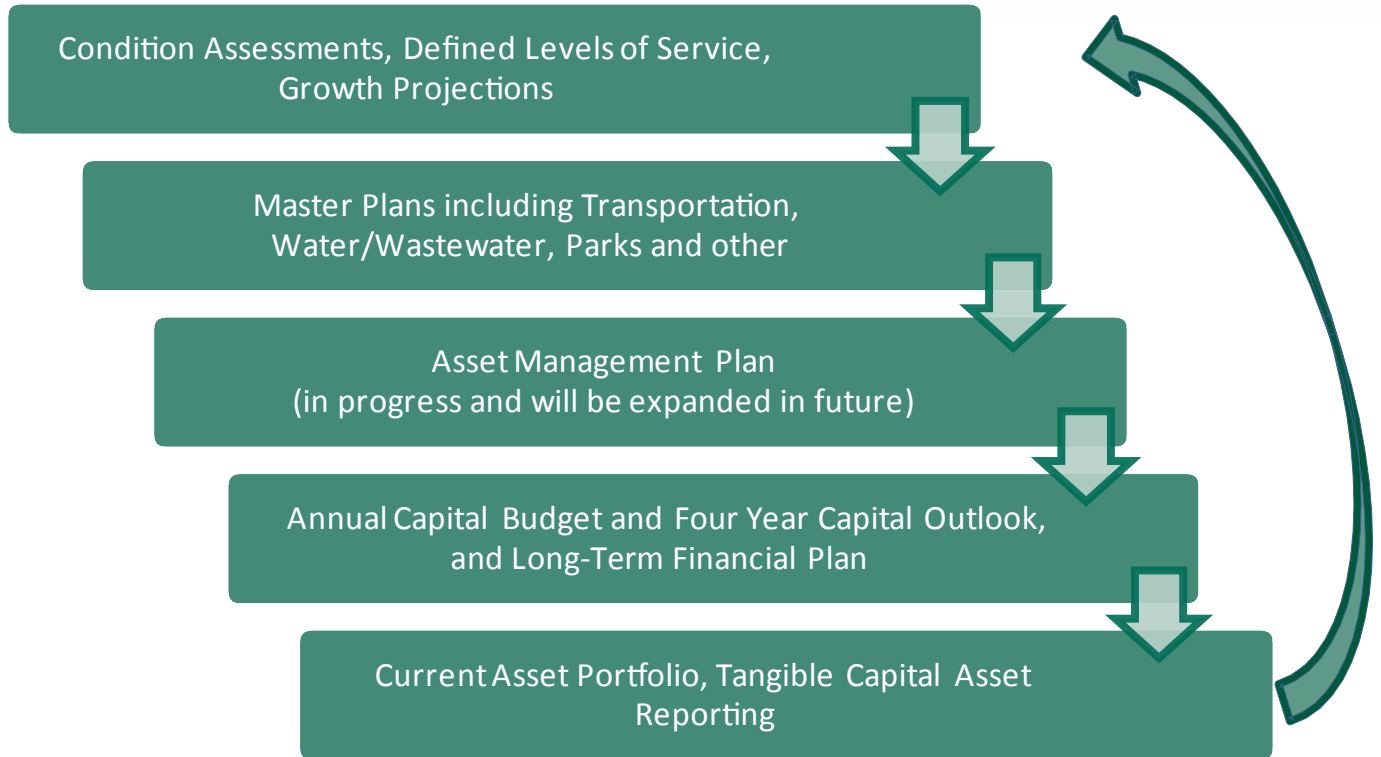 Condition Assessments, Defined Levels of Service,
Growth Projections
Master Plans including Transportation,
Water/Wastewater, Parks and other
Asset Management Plan
(in progress and will be expanded in future)
Annual Capital Budget and Four Year Capital Outlook,
and Long-Term Financial Plan
Current Asset Portfolio, Tangible Capital Asset
Reporting